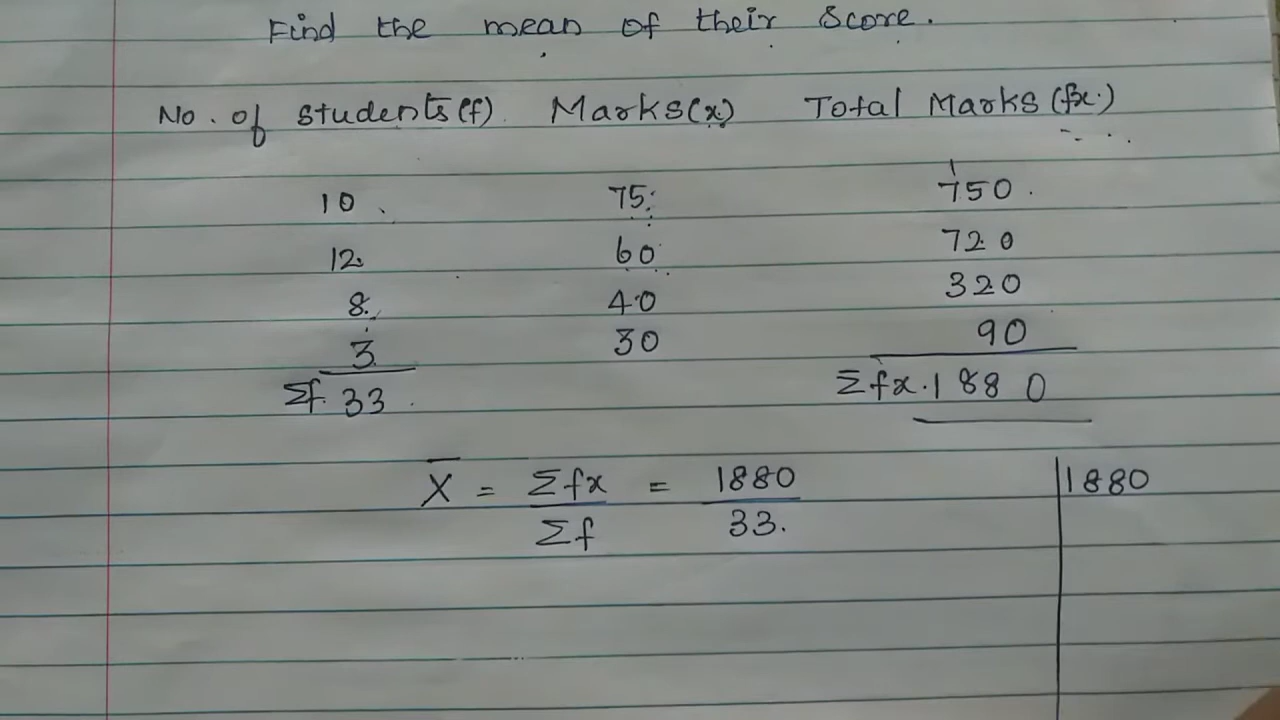 Find the mean of their score.
No. of students (f) Marks (x) Total Marks (fx)
10 75 750
12 60 720
8 40 320
3 30 90
Σf 33 Σfx 1880
X̄ = Σfx / Σf = 1880 / 33
1880